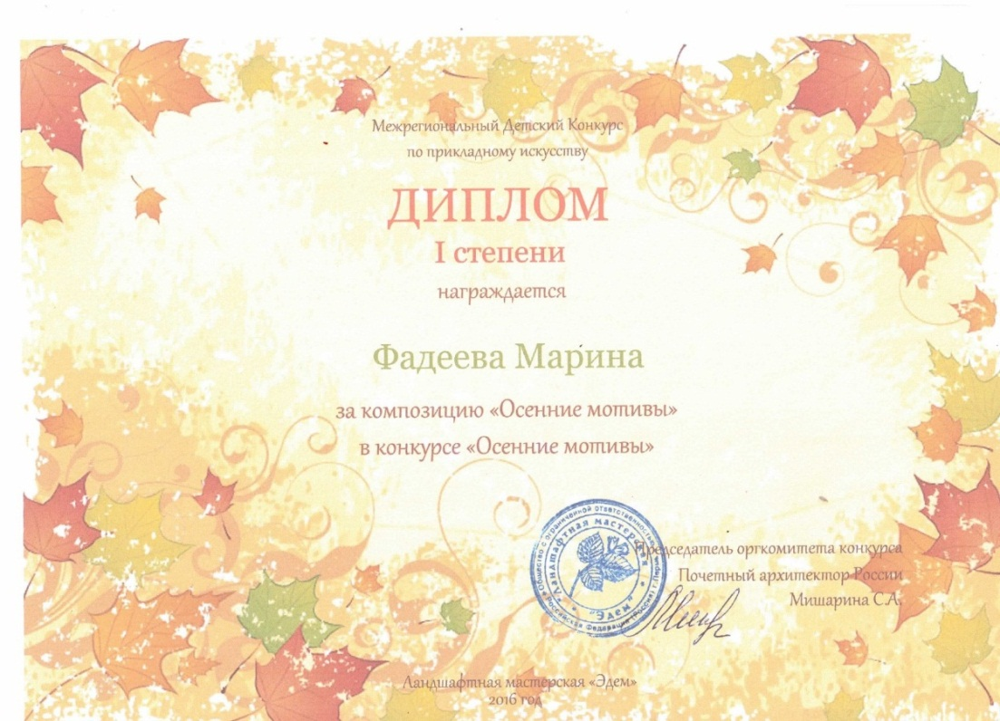 Межрегиональный Детский Конкурс
по прикладному искусству
ДИПЛОМ
I степени
награждается
Фадеева Марина
за композицию «Осенние мотивы»
в конкурсе «Осенние мотивы»
Общество с ограниченной ответственностью
Ландшафтная мастерская
"Эдем"
Российская Федерация (Россия) г.Пермь
Председатель оргкомитета конкурса
Почетный архитектор России
Мишарина С.А.
Ландшафтная мастерская «Эдем»
2016 год